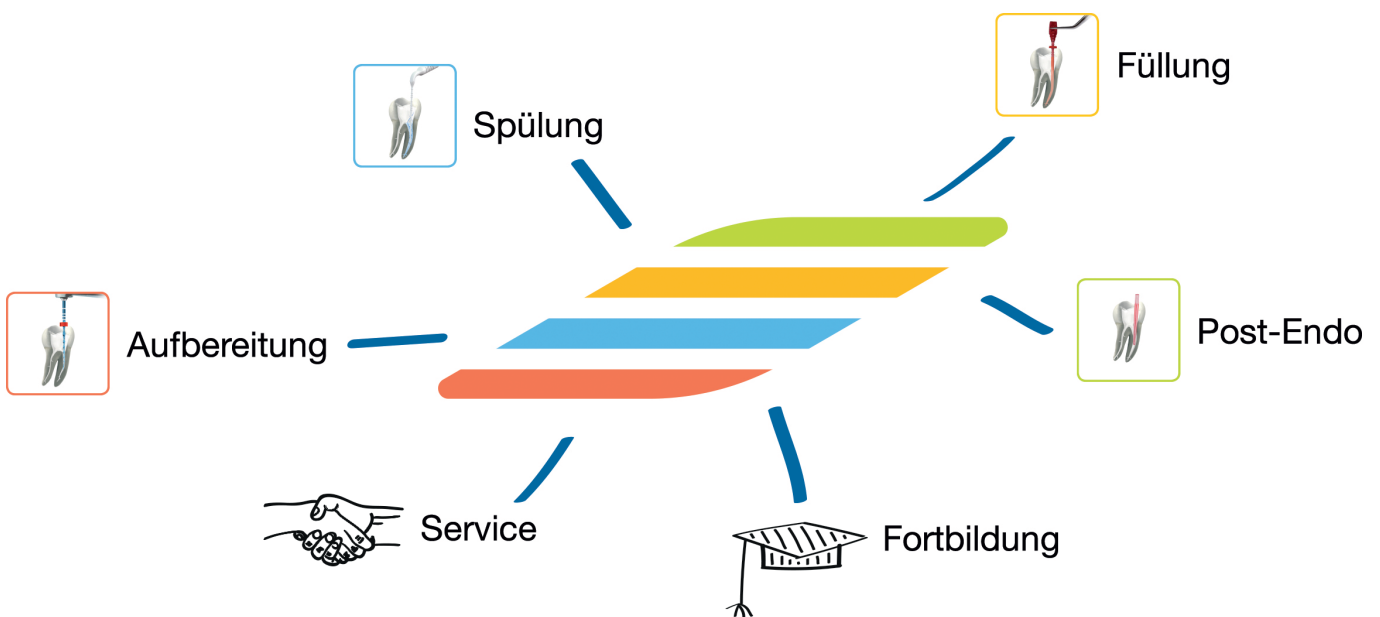 Füllung
Spülung
Aufbereitung
Post-Endo
Service
Fortbildung